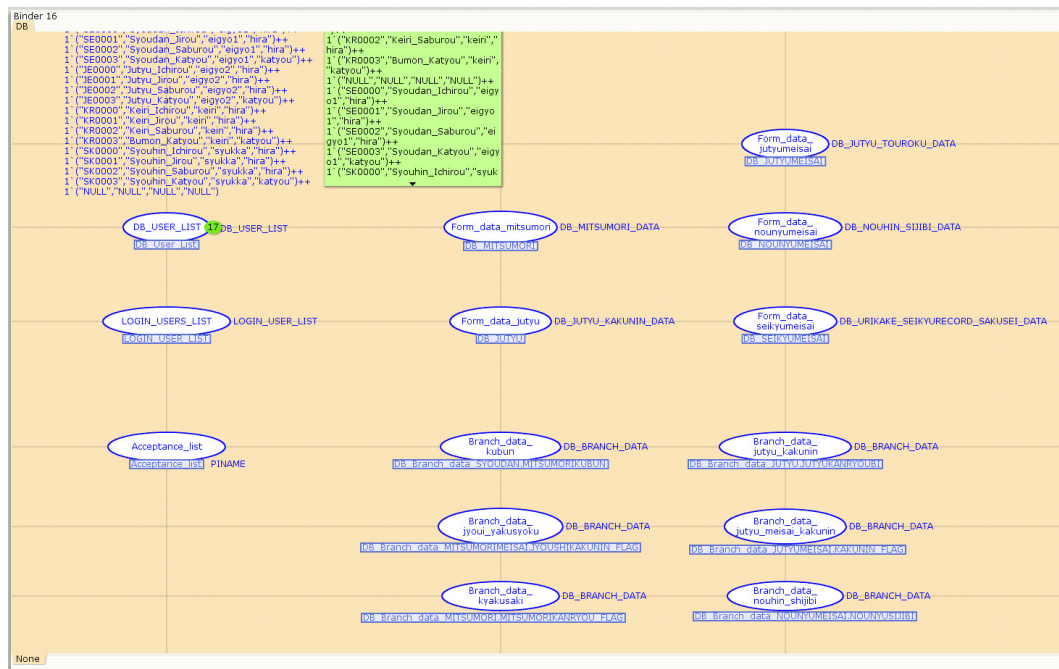 Binder 16
DB
1`("SE0001","Syoudan_Jirou","eigyo1","hira")++
1`("SE0002","Syoudan_Saburou","eigyo1","hira")++
1`("SE0003","Syoudan_Katyou","eigyo1","katyou")++
1`("JE0000","Jutyu_Ichirou","eigyo2","hira")++
1`("JE0001","Jutyu_Jirou","eigyo2","hira")++
1`("JE0002","Jutyu_Saburou","eigyo2","hira")++
1`("JE0003","Jutyu_Katyou","eigyo2","katyou")++
1`("KR0000","Keiri_Ichirou","keiri","hira")++
1`("KR0001","Keiri_Jirou","keiri","hira")++
1`("KR0002","Keiri_Saburou","keiri","hira")++
1`("KR0003","Bumon_Katyou","keiri","katyou")++
1`("SK0000","Syouhin_Ichirou","syukka","hira")++
1`("SK0001","Syouhin_Jirou","syukka","hira")++
1`("SK0002","Syouhin_Saburou","syukka","hira")++
1`("SK0003","Syouhin_Katyou","syukka","katyou")++
1`("NULL","NULL","NULL","NULL")
1`("KR0002","Keiri_Saburou","keiri","
hira")++
1`("KR0003","Bumon_Katyou","keiri",
"katyou")++
1`("NULL","NULL","NULL","NULL")++
1`("SE0000","Syoudan_Ichirou","eigy
o1","hira")++
1`("SE0001","Syoudan_Jirou","eigyo
1","hira")++
1`("SE0002","Syoudan_Saburou","ei
gyo1","hira")++
1`("SE0003","Syoudan_Katyou","eigy
o1","katyou")++
1`("SK0000","Syouhin_Ichirou","syuk
Form_data_
jutyumeisai
DB_JUTYU_TOUROKU_DATA
DB_JUTYUMEISAI
DB_USER_LIST
17
DB_USER_LIST
DB_User_List
Form_data_mitsumori
DB_MITSUMORI_DATA
DB_MITSUMORI
Form_data_
nounyumeisai
DB_NOUHIN_SIJIBI_DATA
DB_NOUNYUMEISAI
LOGIN_USERS_LIST
LOGIN_USER_LIST
LOGIN_USER_LIST
Form_data_jutyu
DB_JUTYU_KAKUNIN_DATA
DB_JUTYU
Form_data_
seikyumeisai
DB_URIKAKE_SEIKYURECORD_SAKUSEI_DATA
DB_SEIKYUMEISAI
Acceptance_list
Acceptance_list
PINAME
Branch_data_
kubun
DB_BRANCH_DATA
DB_Branch_data_SYOUDAN.MITSUMORIKUBUN
Branch_data_
jutyu_kakunin
DB_BRANCH_DATA
DB_Branch_data_JUTYU.JUTYUKANRYOUBI
Branch_data_
jyoui_yakusyoku
DB_BRANCH_DATA
DB_Branch_data_MITSUMORIMEISAI.JYOUSHIKAKUNIN_FLAG
Branch_data_
jutyu_meisai_kakunin
DB_BRANCH_DATA
DB_Branch_data_JUTYUMEISAI.KAKUNIN_FLAG
Branch_data_
kyakusaki
DB_BRANCH_DATA
DB_Branch_data_MITSUMORI.MITSUMORIKANRYOU_FLAG
Branch_data_
nouhin_shijibi
DB_BRANCH_DATA
DB_Branch_data_NOUNYUMEISAI.NOUNYUSIJIBI
None